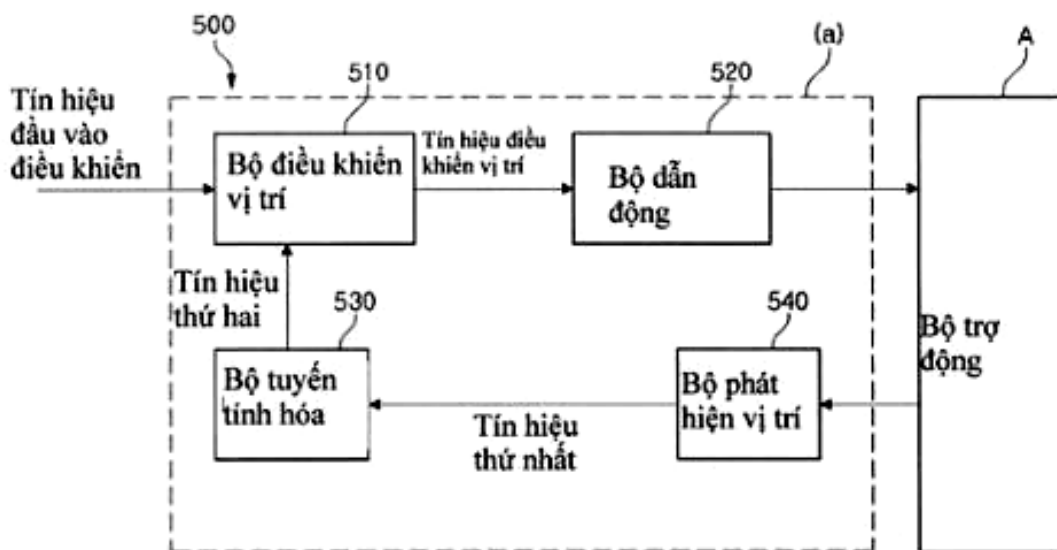 500
(a)
A
510
520
Tín hiệu
đầu vào
điều khiển
Bộ điều khiển
vị trí
Tín hiệu điều
khiển vị trí
Bộ dẫn
động
Tín hiệu
thứ hai
530
540
Bộ tuyến
tính hóa
Tín hiệu
thứ nhất
Bộ phát
hiện vị trí
Bộ trợ
động